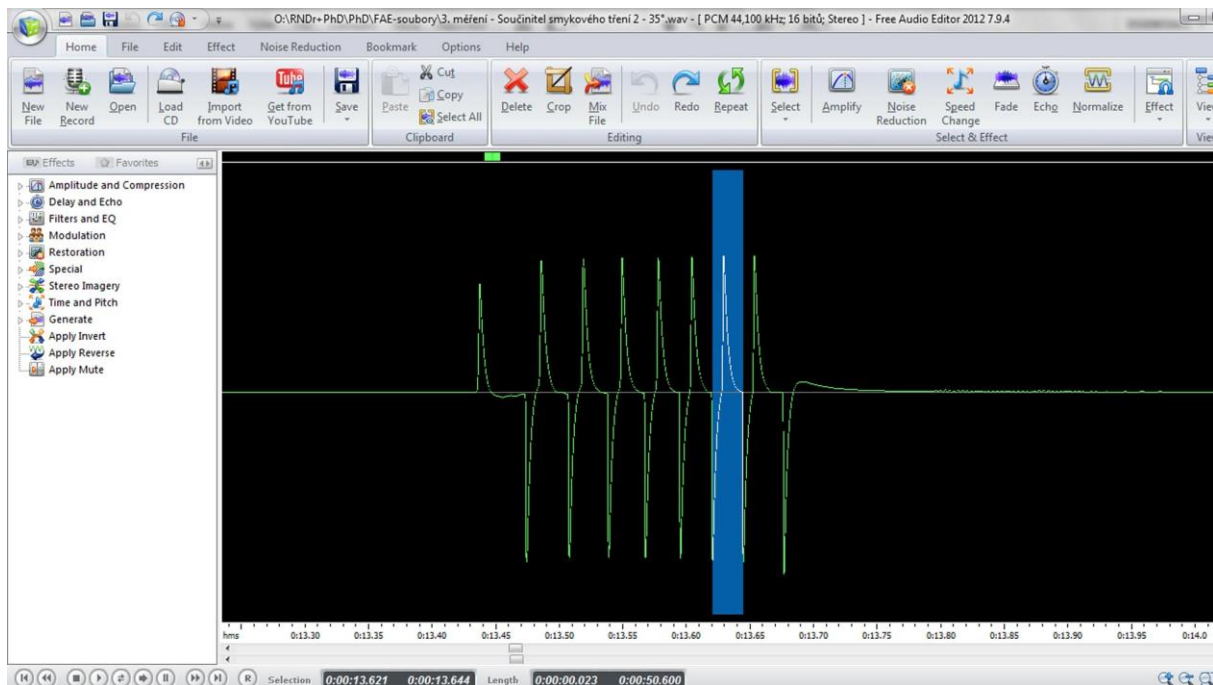 O:\RNDr+PhD\PhD\FAE-soubory\3. měření - Součinitel smykového tření 2 - 35°.wav - [ PCM 44,100 kHz; 16 bitů; Stereo ] - Free Audio Editor 2012 7.9.4
Home File Edit Effect Noise Reduction Bookmark Options Help
New File New Record Open Load CD Import from Video Get from YouTube Save Paste Cut Copy Select All Delete Crop Mix File Undo Redo Repeat Select Amplify Noise Reduction Speed Change Fade Echo Normalize Effect
File Clipboard Editing Select & Effect
Effects Favorites
Amplitude and Compression
Delay and Echo
Filters and EQ
Modulation
Restoration
Special
Stereo Imagery
Time and Pitch
Generate
Apply Invert
Apply Reverse
Apply Mute
hms 0:13.30 0:13.35 0:13.40 0:13.45 0:13.50 0:13.55 0:13.60 0:13.65 0:13.70 0:13.75 0:13.80 0:13.85 0:13.90 0:13.95 0:14.0
R Selection 0:00:13.621 0:00:13.644 Length 0:00:00.023 0:00:50.600